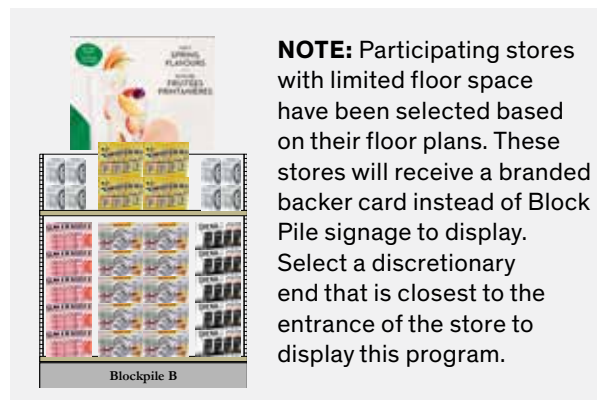 SPRING
FLAVOURS
FRUITÉES
PRINTANIÈRES
Blockpile B
NOTE: Participating stores
with limited floor space
have been selected based
on their floor plans. These
stores will receive a branded
backer card instead of Block
Pile signage to display.
Select a discretionary
end that is closest to the
entrance of the store to
display this program.